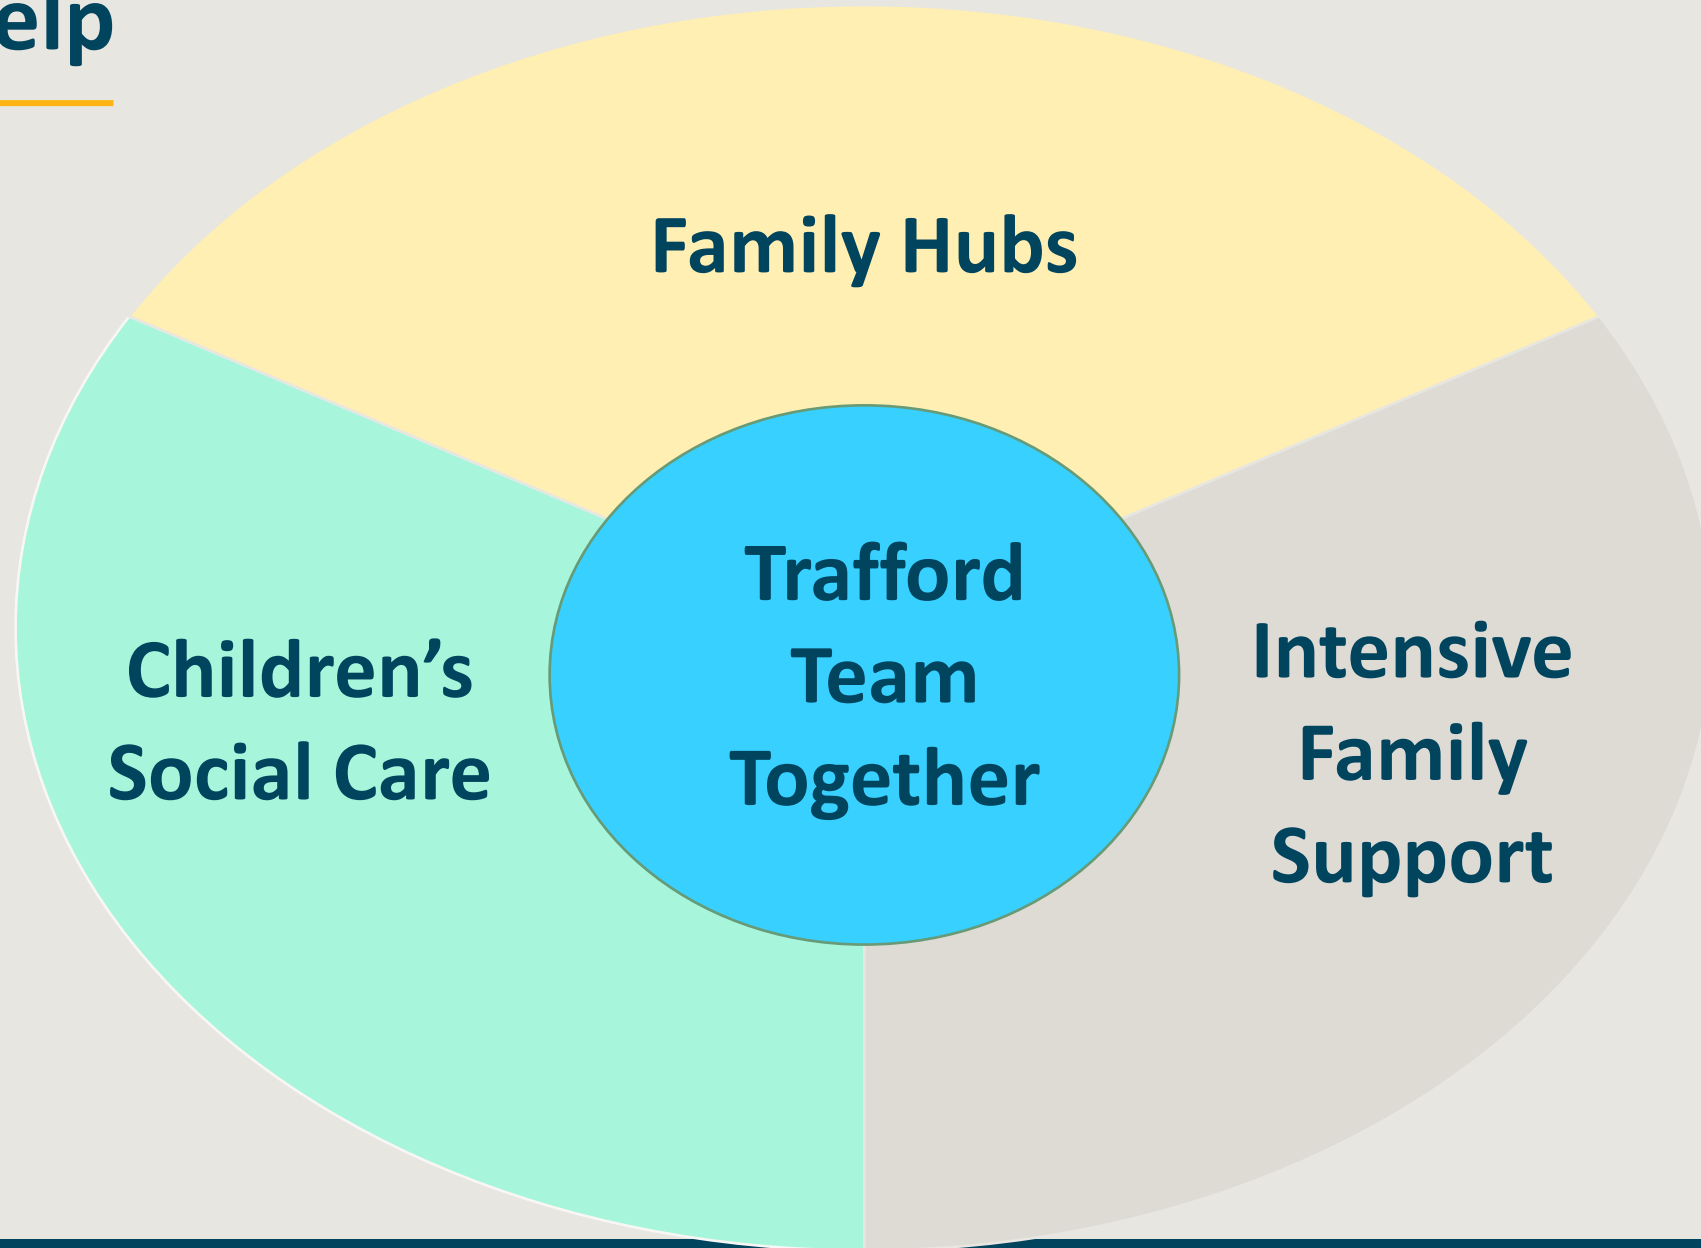 elp
Family Hubs
Trafford
Team
Together
Children’s
Social Care
Intensive
Family
Support